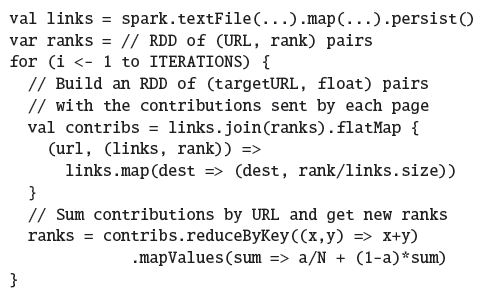 val links = spark.textFile(...).map(...).persist()
var ranks = // RDD of (URL, rank) pairs
for (i <- 1 to ITERATIONS) {
  // Build an RDD of (targetURL, float) pairs
  // with the contributions sent by each page
  val contribs = links.join(ranks).flatMap {
    (url, (links, rank)) =>
      links.map(dest => (dest, rank/links.size))
  }
  // Sum contributions by URL and get new ranks
  ranks = contribs.reduceByKey((x,y) => x+y)
            .mapValues(sum => a/N + (1-a)*sum)
}